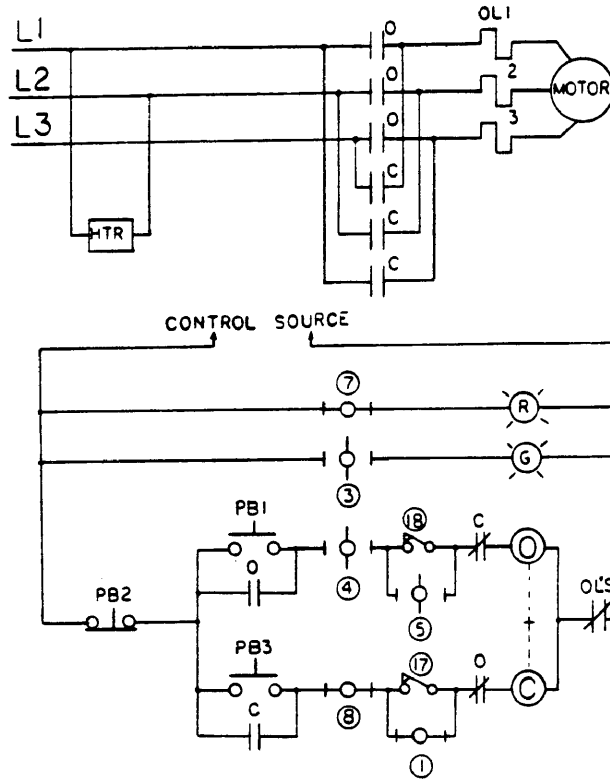 L1
O
OL1
L2
O
2
MOTOR
L3
O
3
C
HTR
C
C
CONTROL SOURCE
7
R
G
3
PB1
18
C
O
O
4
PB2
5
OL'S
PB3
17
O
C
C
8
1